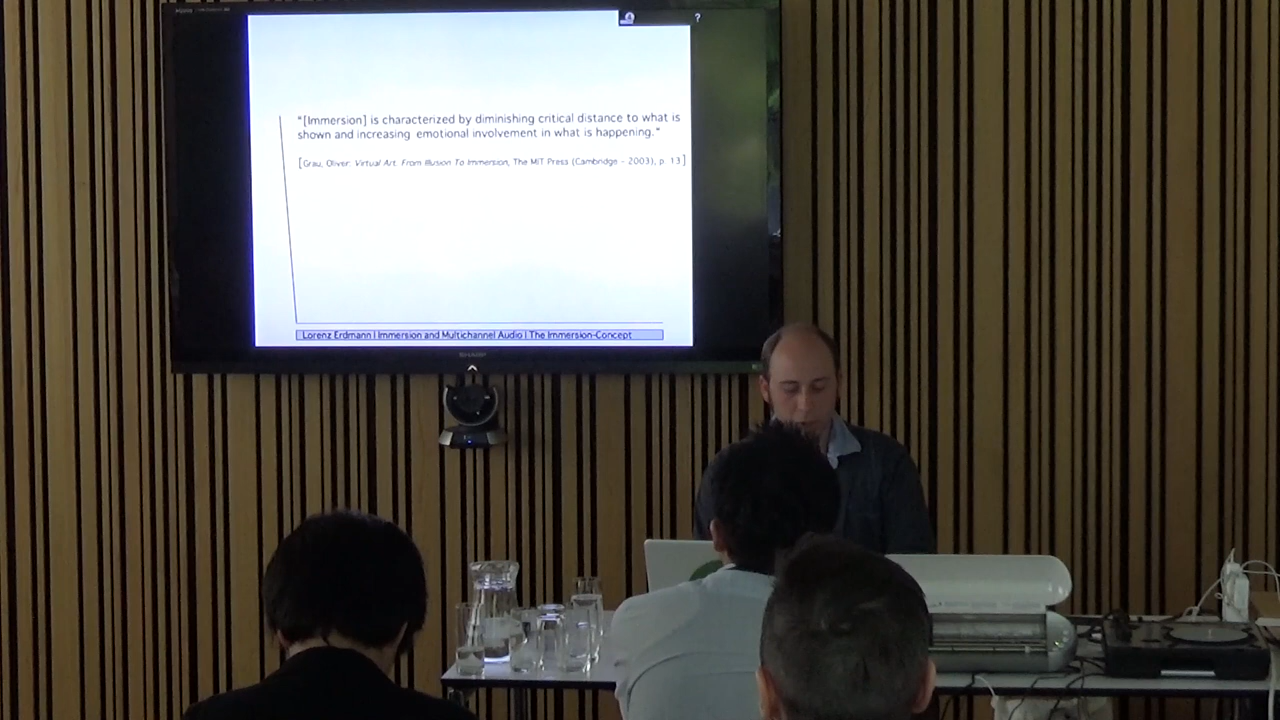 ?
"[Immersion] is characterized by diminishing critical distance to what is
shown and increasing emotional involvement in what is happening."
[Grau, Oliver: Virtual Art. From Illusion To Immersion, The MIT Press (Cambridge - 2003), p. 13]
Lorenz Erdmann | Immersion and Multichannel Audio | The Immersion-Concept
SHARP